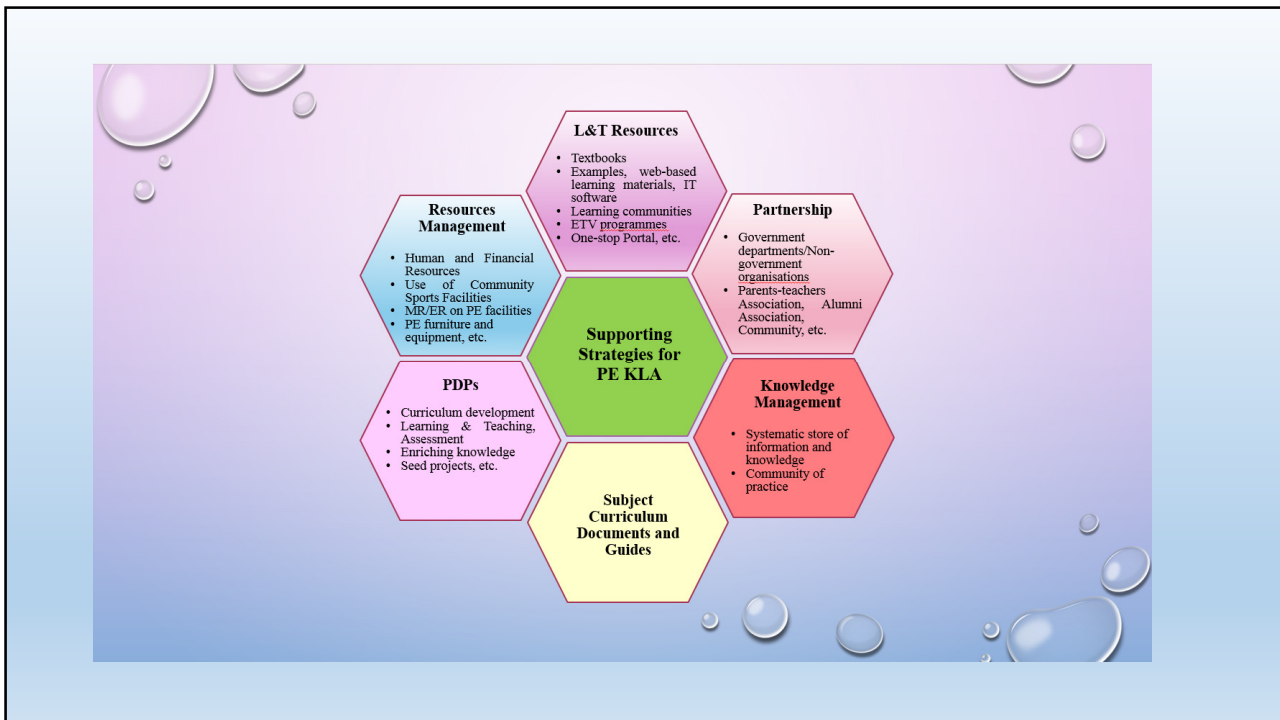 L&T Resources
• Textbooks
• Examples, web-based
learning materials, IT
software
• Learning communities
• ETV programmes
• One-stop Portal, etc.
Resources
Management
• Human and Financial
Resources
• Use of Community
Sports Facilities
• MR/ER on PE facilities
• PE furniture and
equipment, etc.
Partnership
• Government
departments/Non-
government
organisations
• Parents-teachers
Association, Alumni
Association,
Community, etc.
Supporting
Strategies for
PE KLA
PDPs
• Curriculum development
• Learning & Teaching,
Assessment
• Enriching knowledge
• Seed projects, etc.
Knowledge
Management
• Systematic store of
information and
knowledge
• Community of
practice
Subject
Curriculum
Documents and
Guides